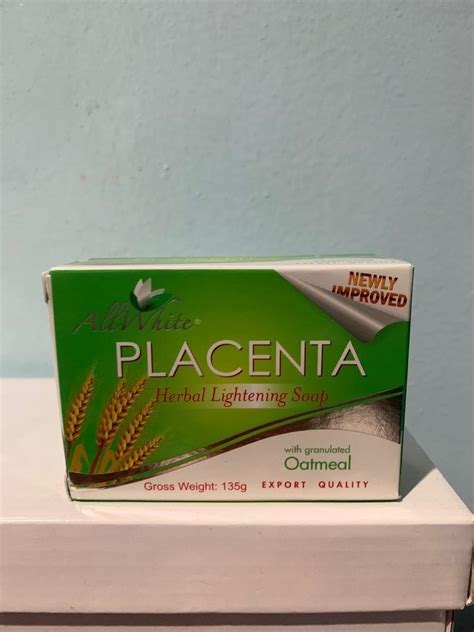 NEWLY
IMPROVED
AllWhite®
PLACENTA
Herbal Lightening Soap
with granulated
Oatmeal
Gross Weight: 135g EXPORT QUALITY